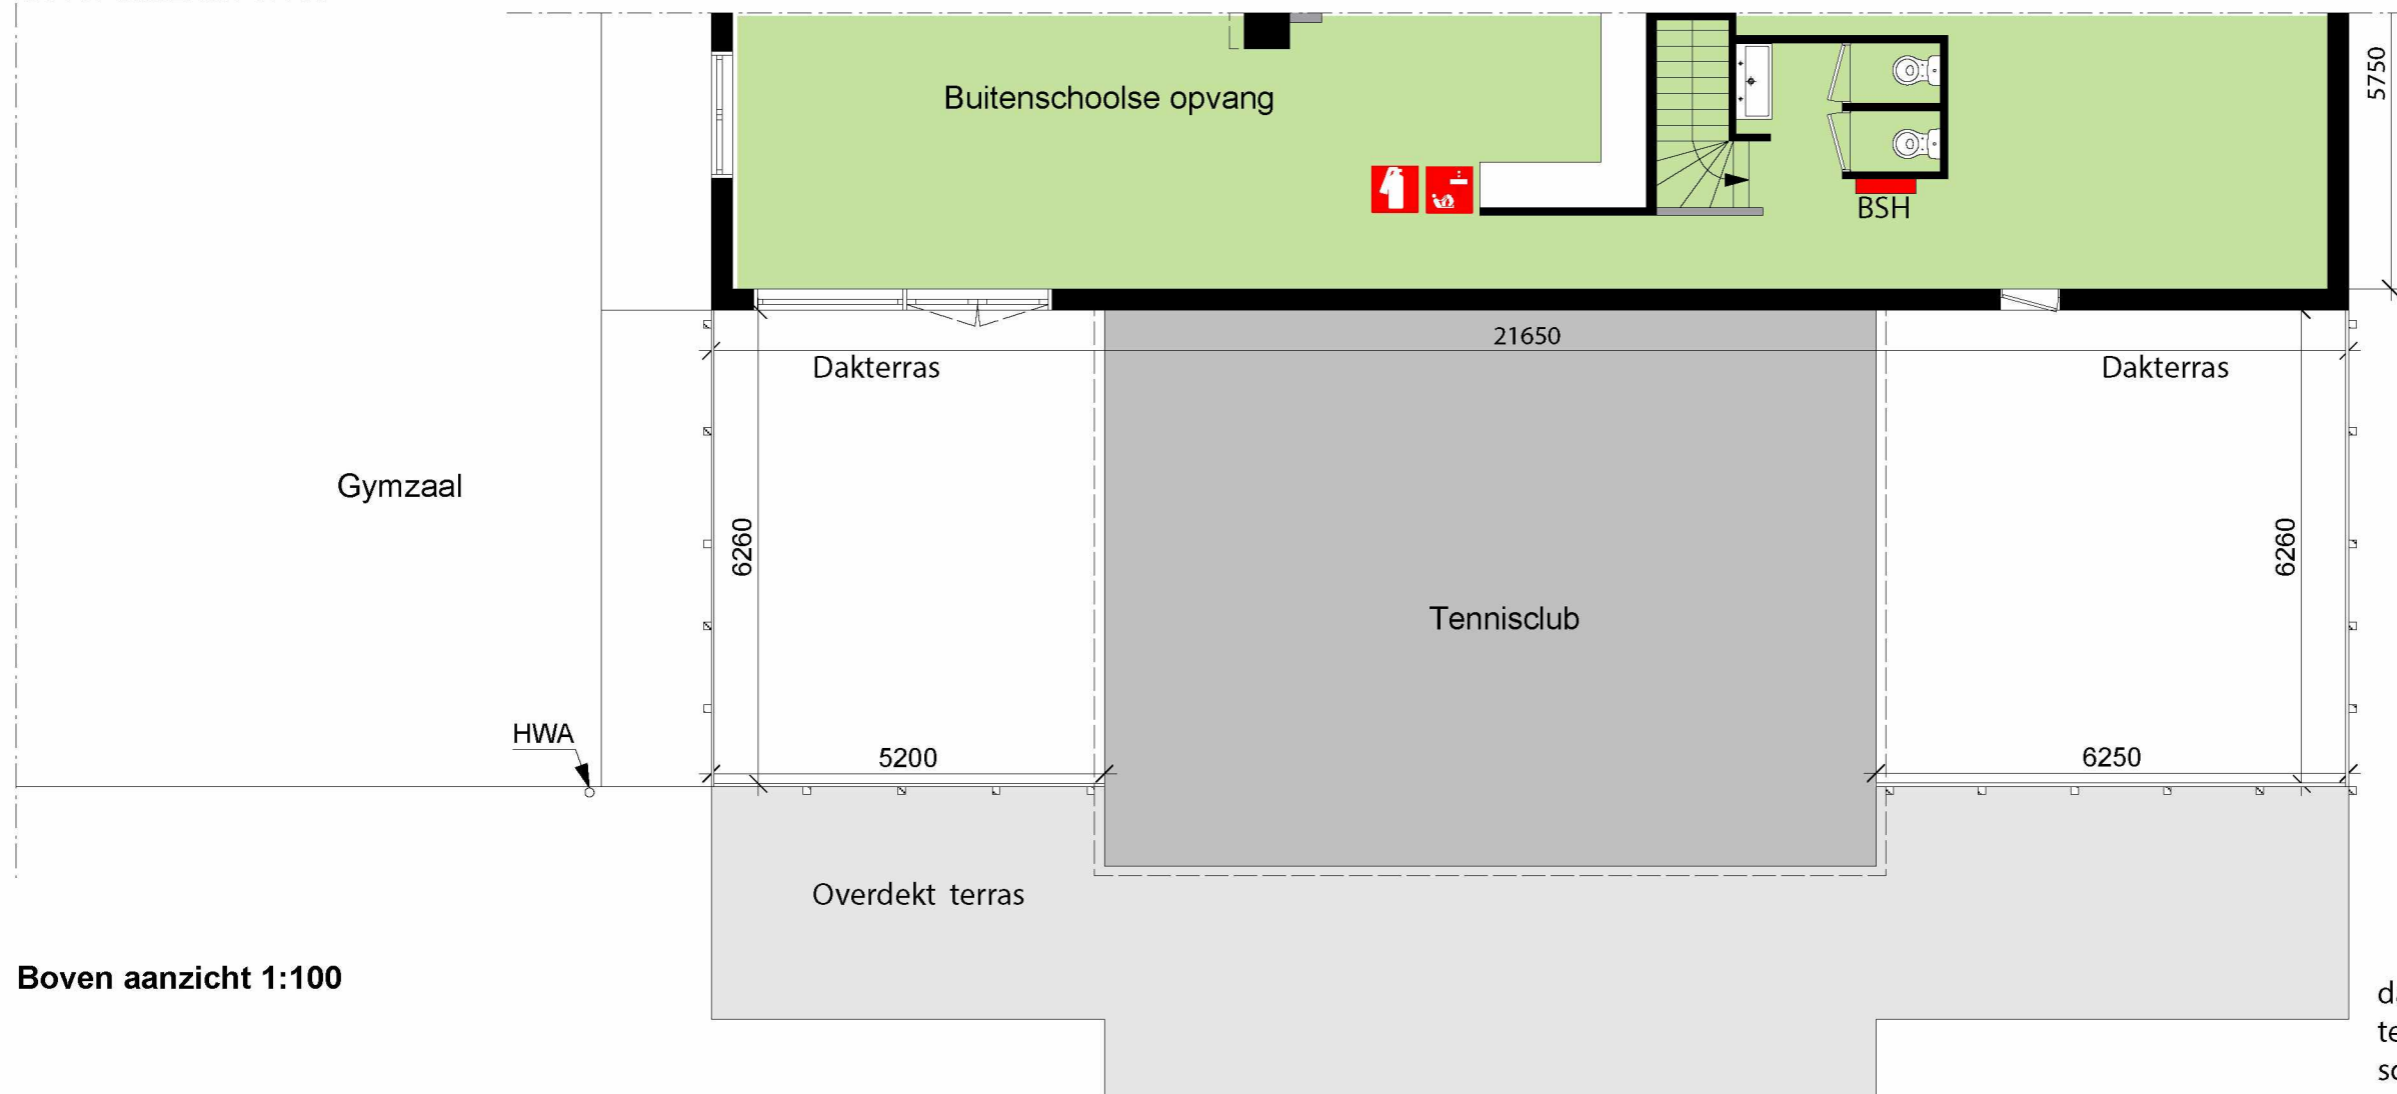 Buitenschoolse opvang
5750
BSH
21650
Dakterras
Dakterras
Gymzaal
6260
6260
Tennisclub
HWA
5200
6250
Overdekt terras
Boven aanzicht 1:100